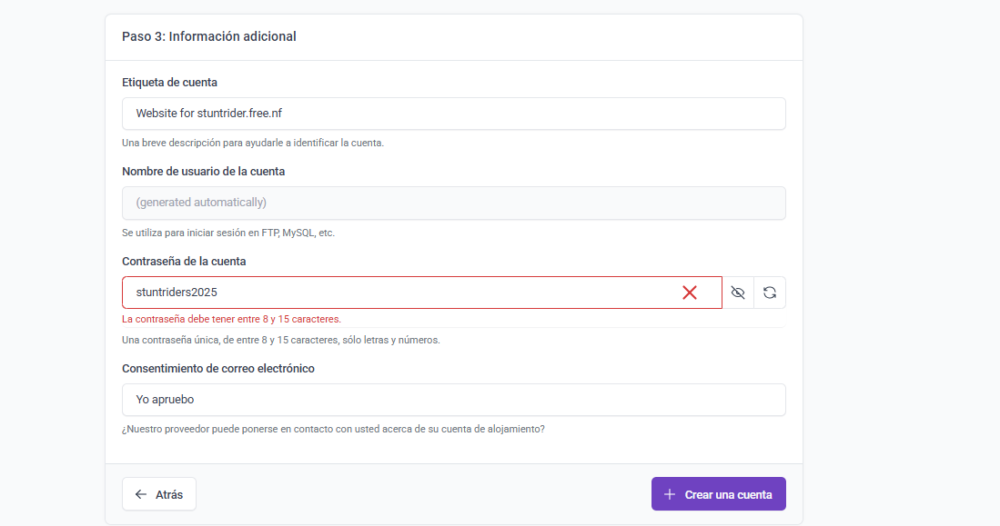 Paso 3: Información adicional
Etiqueta de cuenta
Website for stuntrider.free.nf
Una breve descripción para ayudarle a identificar la cuenta.
Nombre de usuario de la cuenta
(generated automatically)
Se utiliza para iniciar sesión en FTP, MySQL, etc.
Contraseña de la cuenta
stuntriders2025
La contraseña debe tener entre 8 y 15 caracteres.
Una contraseña única, de entre 8 y 15 caracteres, sólo letras y números.
Consentimiento de correo electrónico
Yo apruebo
¿Nuestro proveedor puede ponerse en contacto con usted acerca de su cuenta de alojamiento?
Atrás
Crear una cuenta